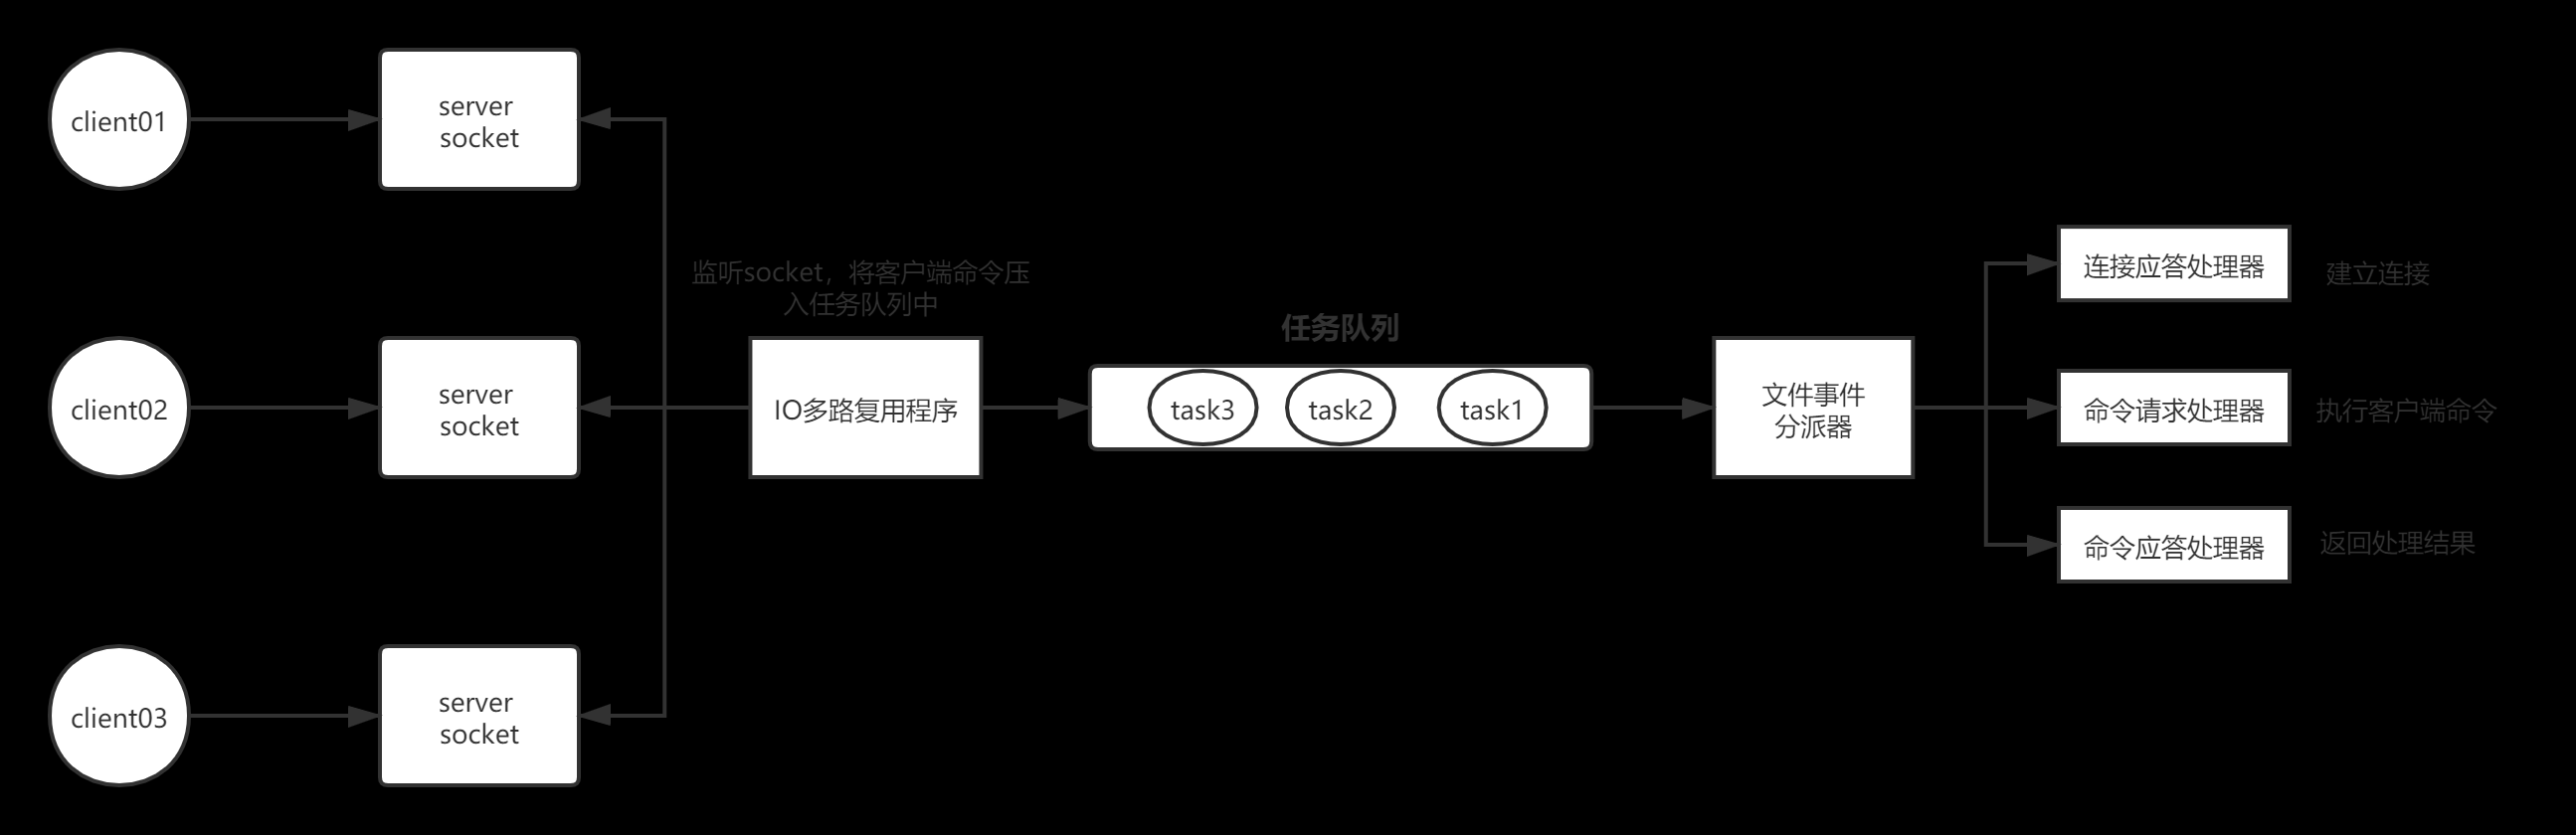 client01
server
socket
监听socket，将客户端命令压
入任务队列中
client02
server
socket
IO多路复用程序
任务队列
task3
task2
task1
文件事件
分派器
连接应答处理器
建立连接
命令请求处理器
执行客户端命令
命令应答处理器
返回处理结果
client03
server
socket